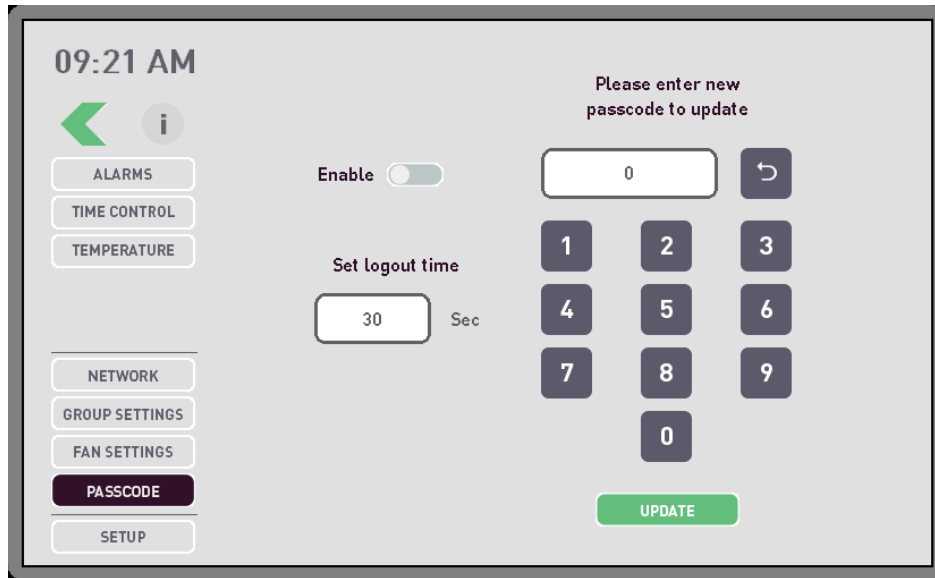 09:21 AM
i
ALARMS
TIME CONTROL
TEMPERATURE
NETWORK
GROUP SETTINGS
FAN SETTINGS
PASSCODE
SETUP
Enable
Set logout time
30 Sec
Please enter new
passcode to update
0
1 2 3
4 5 6
7 8 9
0
UPDATE